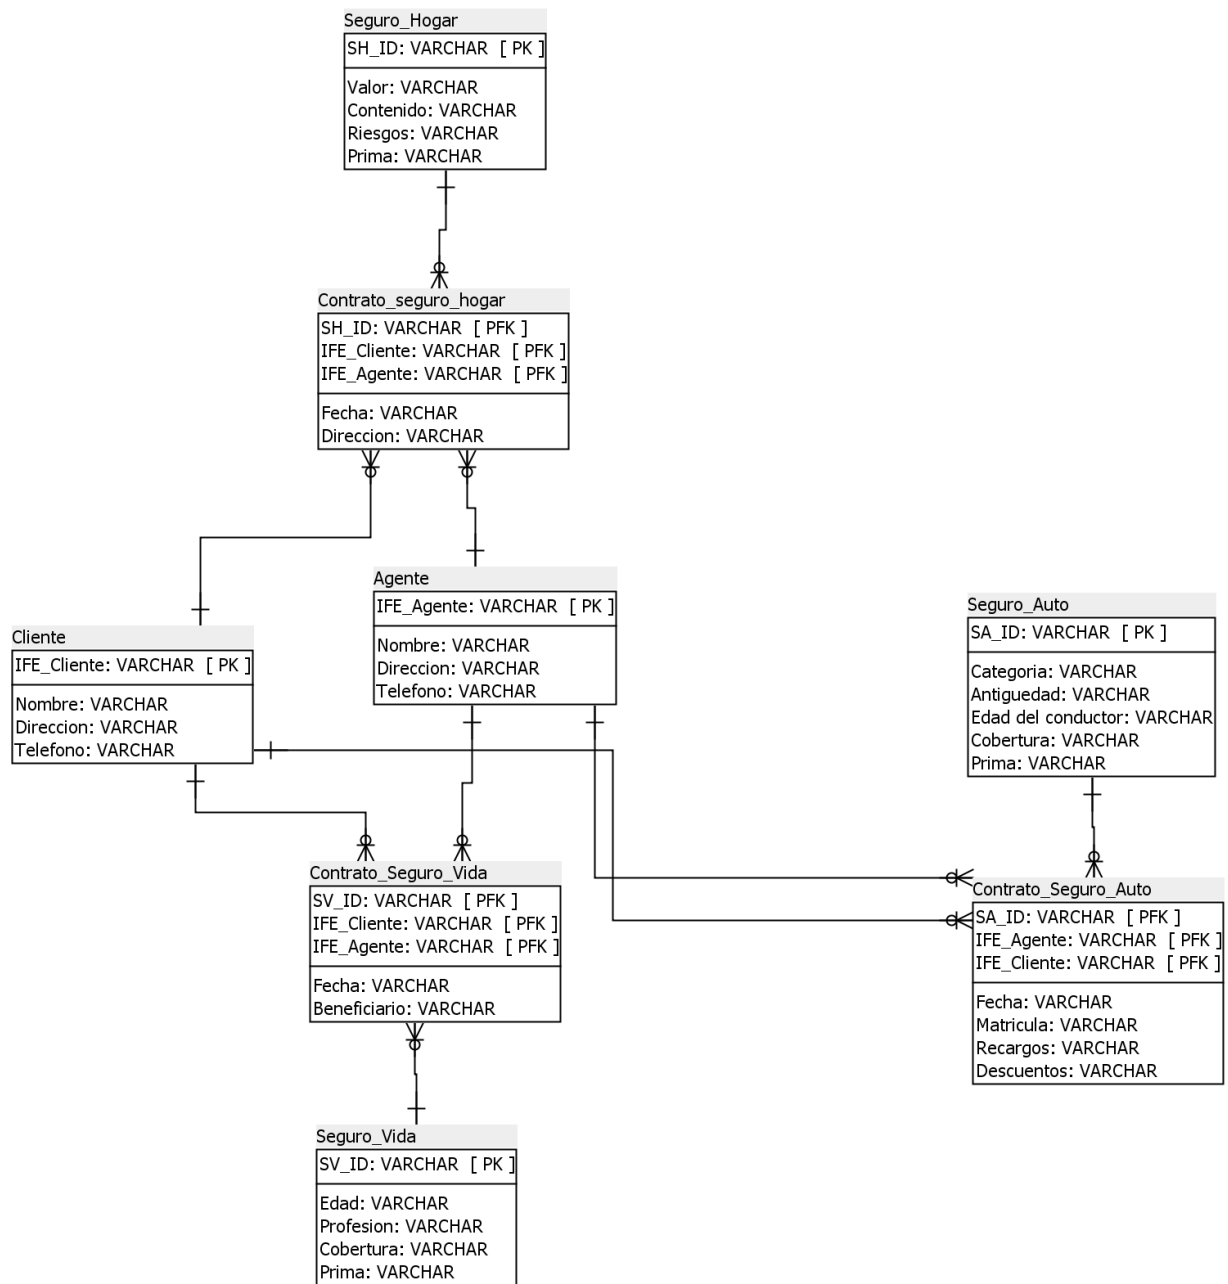 Seguro_Hogar
SH_ID: VARCHAR [ PK ]
Valor: VARCHAR
Contenido: VARCHAR
Riesgos: VARCHAR
Prima: VARCHAR
Contrato_seguro_hogar
SH_ID: VARCHAR [ PFK ]
IFE_Cliente: VARCHAR [ PFK ]
IFE_Agente: VARCHAR [ PFK ]
Fecha: VARCHAR
Direccion: VARCHAR
Agente
IFE_Agente: VARCHAR [ PK ]
Nombre: VARCHAR
Direccion: VARCHAR
Telefono: VARCHAR
Cliente
IFE_Cliente: VARCHAR [ PK ]
Nombre: VARCHAR
Direccion: VARCHAR
Telefono: VARCHAR
Seguro_Auto
SA_ID: VARCHAR [ PK ]
Categoria: VARCHAR
Antiguedad: VARCHAR
Edad del conductor: VARCHAR
Cobertura: VARCHAR
Prima: VARCHAR
Contrato_Seguro_Vida
SV_ID: VARCHAR [ PFK ]
IFE_Cliente: VARCHAR [ PFK ]
IFE_Agente: VARCHAR [ PFK ]
Fecha: VARCHAR
Beneficiario: VARCHAR
Contrato_Seguro_Auto
SA_ID: VARCHAR [ PFK ]
IFE_Agente: VARCHAR [ PFK ]
IFE_Cliente: VARCHAR [ PFK ]
Fecha: VARCHAR
Matricula: VARCHAR
Recargos: VARCHAR
Descuentos: VARCHAR
Seguro_Vida
SV_ID: VARCHAR [ PK ]
Edad: VARCHAR
Profesion: VARCHAR
Cobertura: VARCHAR
Prima: VARCHAR